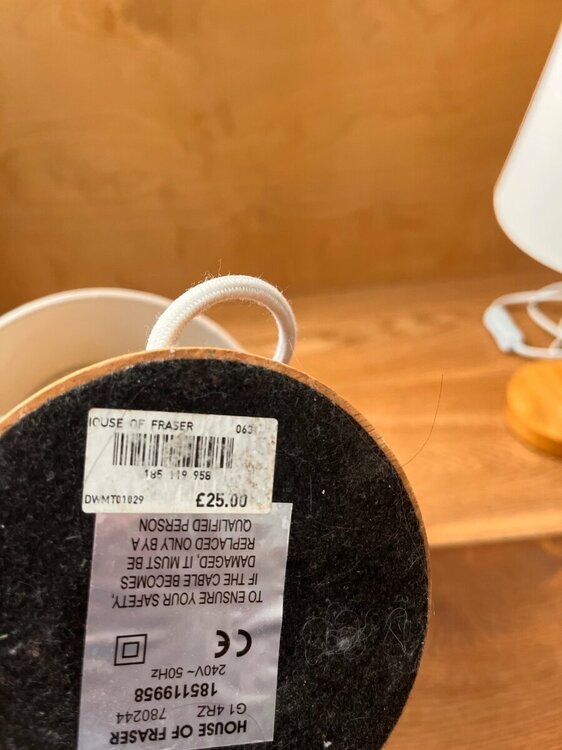 HOUSE OF FRASER 063
185 119 958
DWMT01029 £25.00
HOUSE OF FRASER
G1 4RZ 780244
185119958
240V~ 50Hz
CE
TO ENSURE YOUR SAFETY,
IF THE CABLE BECOMES
DAMAGED, IT MUST BE
REPLACED ONLY BY A
QUALIFIED PERSON